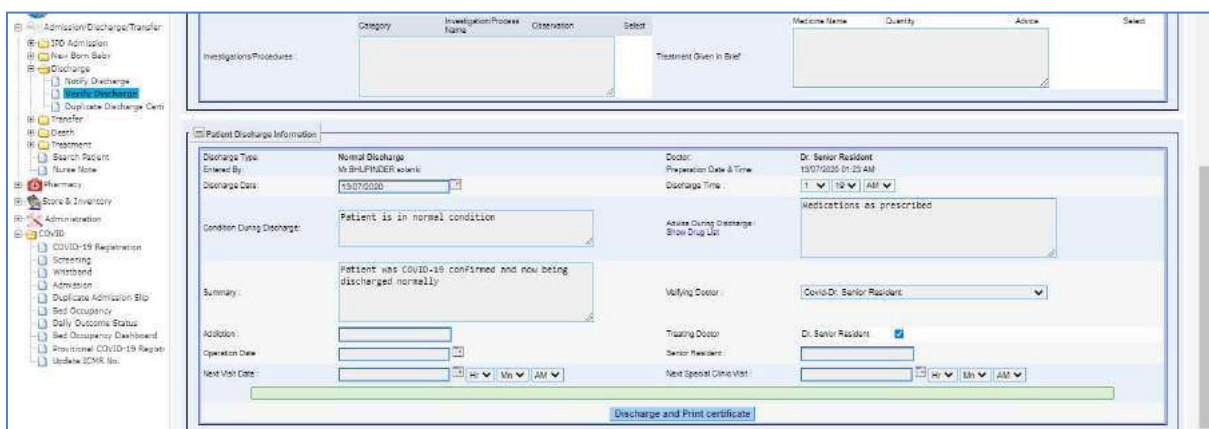 Admission/Discharge/Transfer
IPD Admission
New Born Baby
Discharge
Notify Discharge
Verify Discharge
Duplicate Discharge Certi
Transfer
Death
Treatment
Search Patient
Nurse Note
Pharmacy
Store & Inventory
Administration
COVID
COVID-19 Registration
Screening
Wristband
Admission
Duplicate Admission Slip
Bed Occupancy
Daily Outcome Status
Bed Occupancy Dashboard
Provisional COVID-19 Registr
Update ICMR No.
Category Investigation/Process Name Observation Select
Medicine Name Quantity Advice Select
Investigations/Procedures :
Treatment Given In Brief
Patient Discharge Information
Discharge Type: Normal Discharge Doctor: Dr. Senior Resident
Entered By: Mr BHUPINDER solanki Preparation Date & Time:
Discharge Date: 13/07/2020 Discharge Time : 1 19 AM
Condition During Discharge: Patient is in normal condition
Advise During Discharge: Medications as prescribed
Show Drug List
Summary : Patient was COVID-19 confirmed and now being
discharged normally
Verifying Doctor : Covid-Dr. Senior Resident
Addiction : Treating Doctor Dr. Senior Resident
Operation Date Senior Resident :
Next Visit Date : Hr Mn AM Next Special Clinic Visit : Hr Mn AM
Discharge and Print certificate